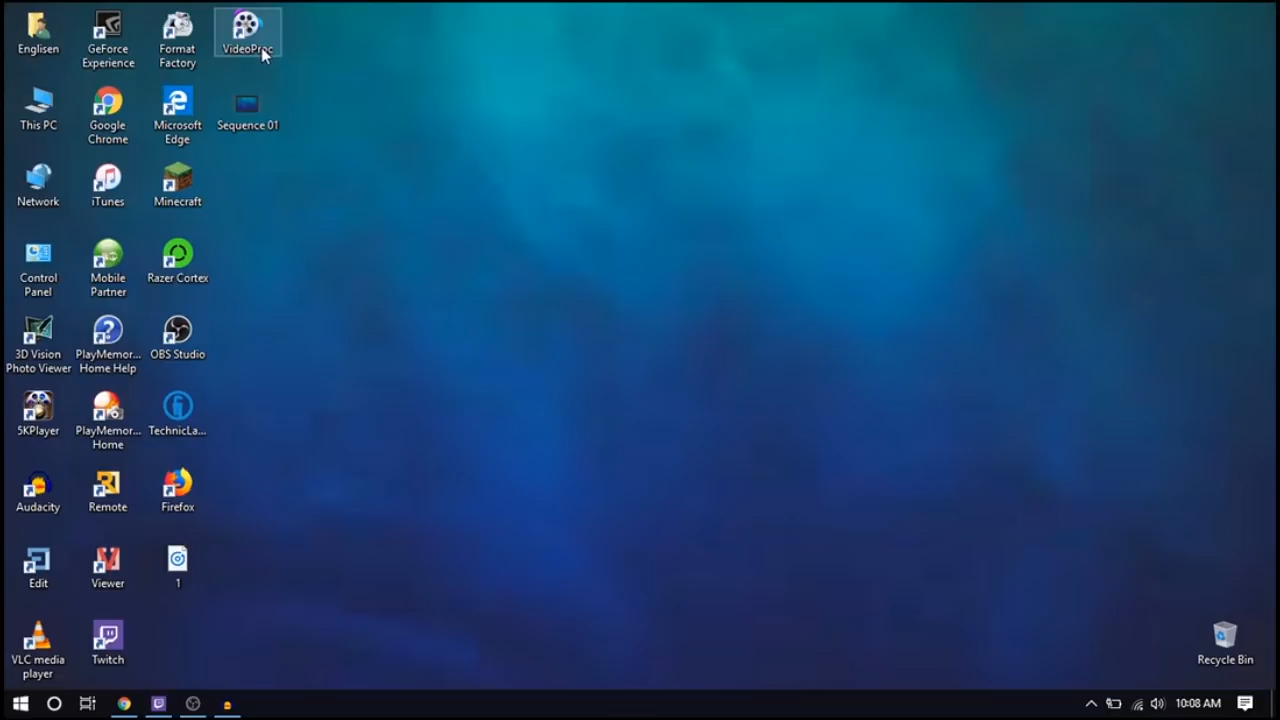 Englisen
GeForce
Experience
Format
Factory
VideoProc
This PC
Google
Chrome
Microsoft
Edge
Sequence 01
Network
iTunes
Minecraft
Control
Panel
Mobile
Partner
Razer Cortex
3D Vision
Photo Viewer
PlayMemor...
Home Help
OBS Studio
5KPlayer
PlayMemor...
Home
TechnicLa...
Audacity
Remote
Firefox
Edit
Viewer
1
VLC media
player
Twitch
Recycle Bin
10:08 AM